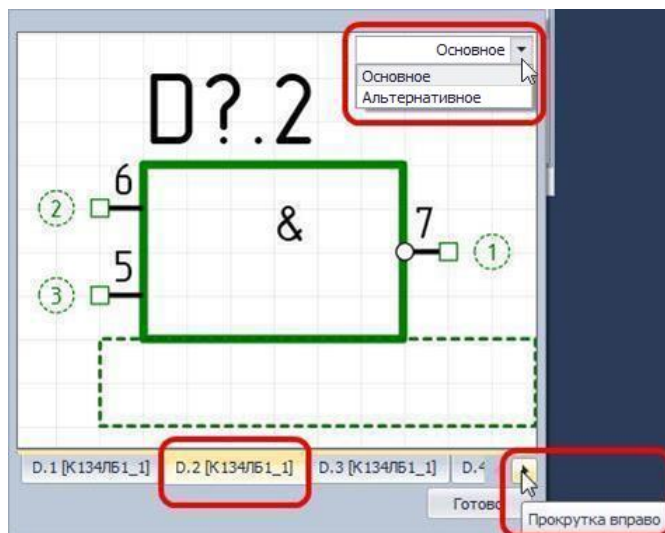 Основное
Основное
Альтернативное
D?.2
6
2
&
7
1
5
3
D.1 [К134ЛБ1_1] D.2 [К134ЛБ1_1] D.3 [К134ЛБ1_1] D.4
Готово
Прокрутка вправо